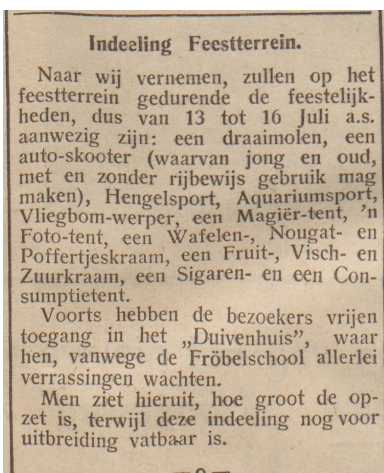 Indeeling Feestterrein.
Naar wij vernemen, zullen op het
feestterrein gedurende de feestelijk-
heden, dus van 13 tot 16 Juli a.s.
aanwezig zijn: een draaimolen, een
auto-skooter (waarvan jong en oud,
met en zonder rijbewijs gebruik mag
maken), Hengelsport, Aquariumsport,
Vliegbom-werper, een Magiër-tent, 'n
Foto-tent, een Wafelen-, Nougat- en
Poffertjeskraam, een Fruit-, Visch- en
Zuurkraam, een Sigaren- en een Con-
sumptietent.
Voorts hebben de bezoekers vrijen
toegang in het „Duivenhuis", waar
hen, vanwege de Fröbelschool allerlei
verrassingen wachten.
Men ziet hieruit, hoe groot de op-
zet is, terwijl deze indeeling nog voor
uitbreiding vatbaar is.